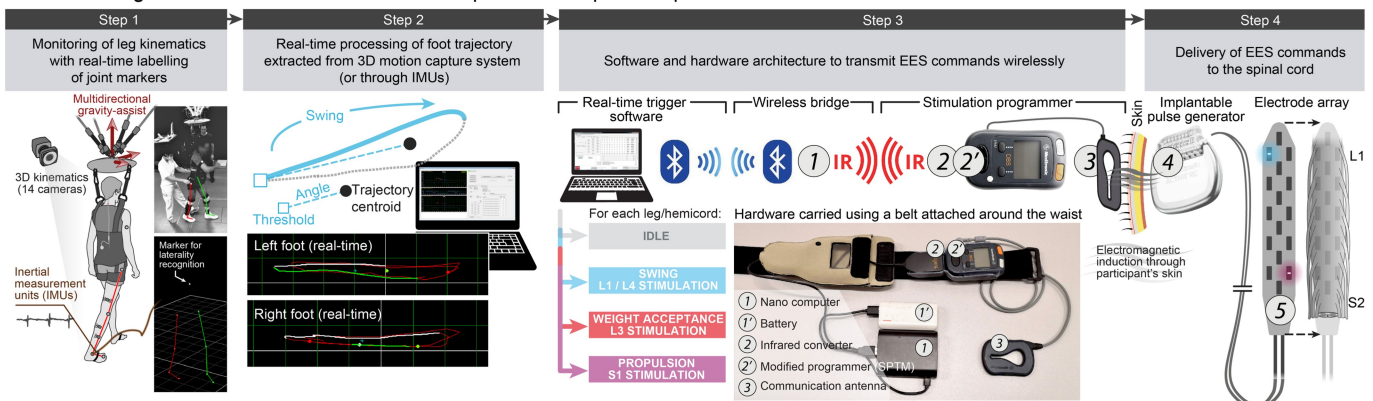 Step 1
Step 2
Step 3
Step 4
Monitoring of leg kinematics
with real-time labelling
of joint markers
Real-time processing of foot trajectory
extracted from 3D motion capture system
(or through IMUs)
Software and hardware architecture to transmit EES commands wirelessly
Delivery of EES commands
to the spinal cord
Multidirectional
gravity-assist
3D kinematics
(14 cameras)
Marker for
laterality
recognition
Inertial
measurement
units (IMUs)
Swing
Angle
Threshold
Trajectory
centroid
Left foot (real-time)
Right foot (real-time)
Real-time trigger
software
Wireless bridge
Stimulation programmer
Skin
Implantable
pulse generator
Electrode array
1
IR
IR
2
2'
3
4
L1
S2
5
For each leg/hemicord:
IDLE
SWING
L1 / L4 STIMULATION
WEIGHT ACCEPTANCE
L3 STIMULATION
PROPULSION
S1 STIMULATION
Hardware carried using a belt attached around the waist
2
2'
1'
1
3
1 Nano computer
1' Battery
2 Infrared converter
2' Modified programmer (SPTM)
3 Communication antenna
Electromagnetic
induction through
participant's skin